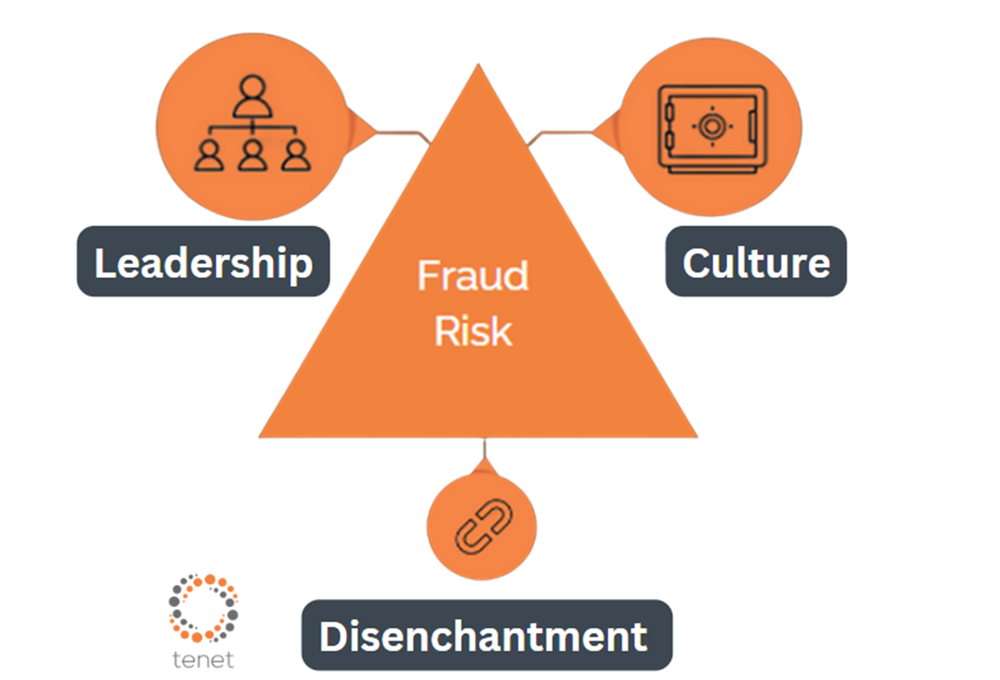 Leadership
Culture
Fraud
Risk
Disenchantment
tenet